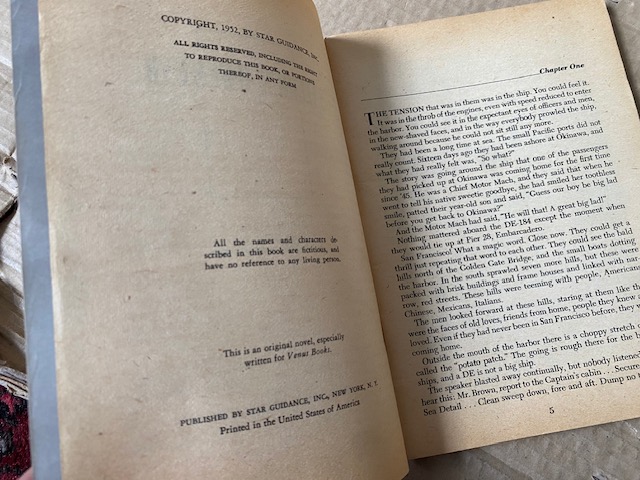 COPYRIGHT, 1952, BY STAR GUIDANCE, INC.
ALL RIGHTS RESERVED, INCLUDING THE RIGHT
TO REPRODUCE THIS BOOK, OR PORTIONS
THEREOF, IN ANY FORM
All the names and characters de-
scribed in this book are fictitious, and
have no reference to any living person.
This is an original novel, especially
written for Venus Books.
PUBLISHED BY STAR GUIDANCE, INC., NEW YORK, N. Y.
Printed in the United States of America
Chapter One
THE TENSION that was in them was in the ship. You could feel it.
It was in the throb of the engines, even with speed reduced to enter
the harbor. You could see it in the expectant eyes of officers and men,
in the new-shaved faces, and in the way everybody prowled the ship,
walking around because he could not sit still any more.
They had been a long time at sea. The small Pacific ports did not
really count. Sixteen days ago they had been ashore at Okinawa, and
what they had really felt was, "So what?"
The story was going around the ship that one of the passengers
they had picked up at Okinawa was coming home for the first time
since '45. He was a Chief Motor Mach, and they said that when he
went to tell his native sweetie goodbye, she had smiled her toothless
smile, patted their year-old son and said, "Guess our boy be big lad
before you get back to Okinawa?"
And the Motor Mach had said, "He will that! A great big lad!"
Nothing mattered aboard the DE-184 except the moment when
they would tie up at Pier 28, Embarcadero.
San Francisco! What a magic word. Close now. They could get a
thrill just repeating that word to each other. They could see the bald
hills north of the Golden Gate Bridge, and the small boats dotting
the harbor. In the south sprawled seven more hills, but these were
packed with brisk buildings and frame houses and linked with nar-
row, red streets. These hills were teeming with people, American
Chinese, Mexicans, Italians.
The men looked forward at these hills, staring at them like th
were the faces of old loves, friends from home, people they knew
loved. Even if they had never been in San Francisco before, they w
coming home.
Outside the mouth of the harbor there is a choppy stretch
called the "potato patch." The going is rough there for the
ships, and a DE is not a big ship.
The speaker blasted away continually, but nobody listened
hear this: Mr. Brown, report to the Captain's cabin . . . Secure
Sea Detail . . . Clean sweep down, fore and aft. Dump no
5